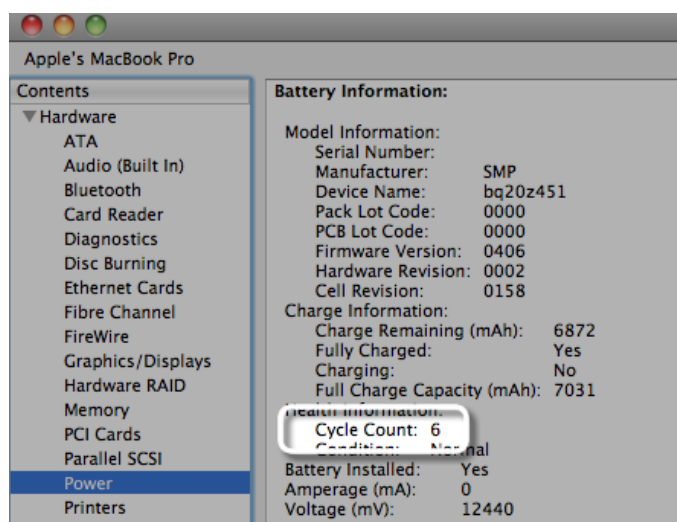 Apple's MacBook Pro
Contents
▼Hardware
ATA
Audio (Built In)
Bluetooth
Card Reader
Diagnostics
Disc Burning
Ethernet Cards
Fibre Channel
FireWire
Graphics/Displays
Hardware RAID
Memory
PCI Cards
Parallel SCSI
Power
Printers
Battery Information:
Model Information:
Serial Number:
Manufacturer: SMP
Device Name: bq20z451
Pack Lot Code: 0000
PCB Lot Code: 0000
Firmware Version: 0406
Hardware Revision: 0002
Cell Revision: 0158
Charge Information:
Charge Remaining (mAh): 6872
Fully Charged: Yes
Charging: No
Full Charge Capacity (mAh): 7031
Health Information:
Cycle Count: 6
Condition: Normal
Battery Installed: Yes
Amperage (mA): 0
Voltage (mV): 12440